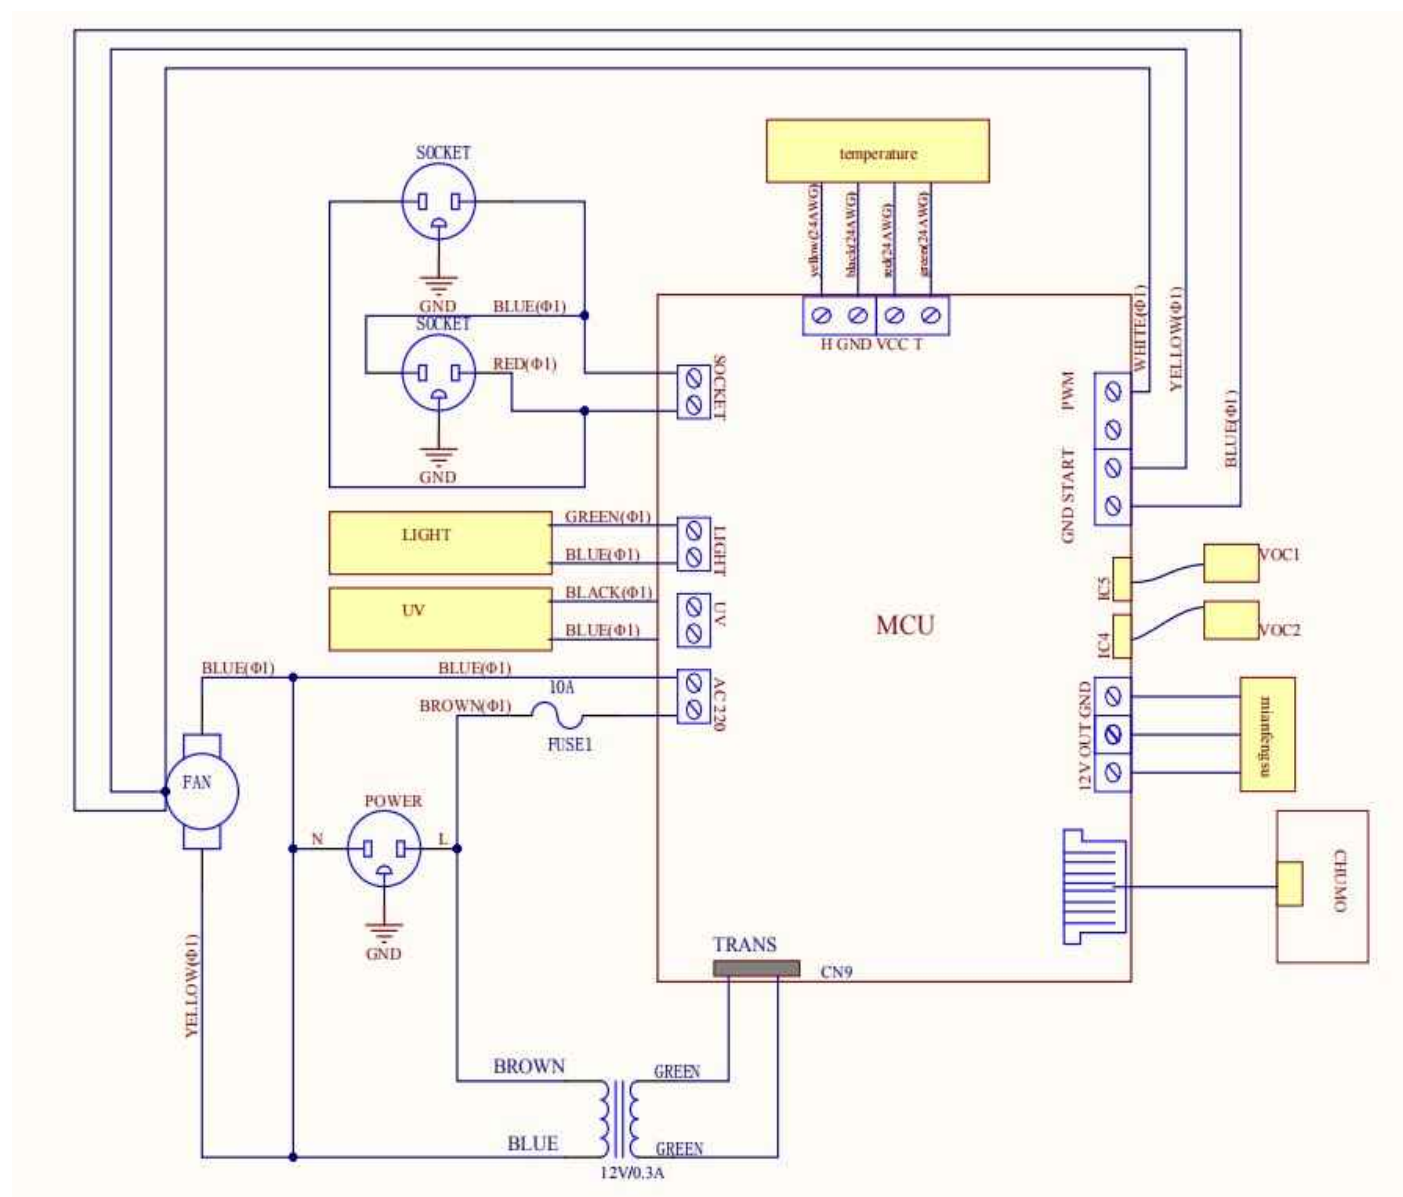 SOCKET
temperature
yellow(24AWG)
black(24AWG)
red(24AWG)
green(24AWG)
GND
BLUE(Φ1)
SOCKET
RED(Φ1)
GND
H GND VCC T
SOCKET
WHITE(Φ1)
YELLOW(Φ1)
BLUE(Φ1)
PWM
GND START
LIGHT
GREEN(Φ1)
BLUE(Φ1)
LIGHT
UV
BLACK(Φ1)
BLUE(Φ1)
UV
MCU
IC5
VOC1
IC4
VOC2
BLUE(Φ1)
BLUE(Φ1)
10A
BROWN(Φ1)
FUSE1
AC 220
12V OUT GND
mianfengsu
FAN
POWER
N
L
GND
CHUMO
YELLOW(Φ1)
TRANS
CN9
BROWN
GREEN
BLUE
GREEN
12V/0.3A